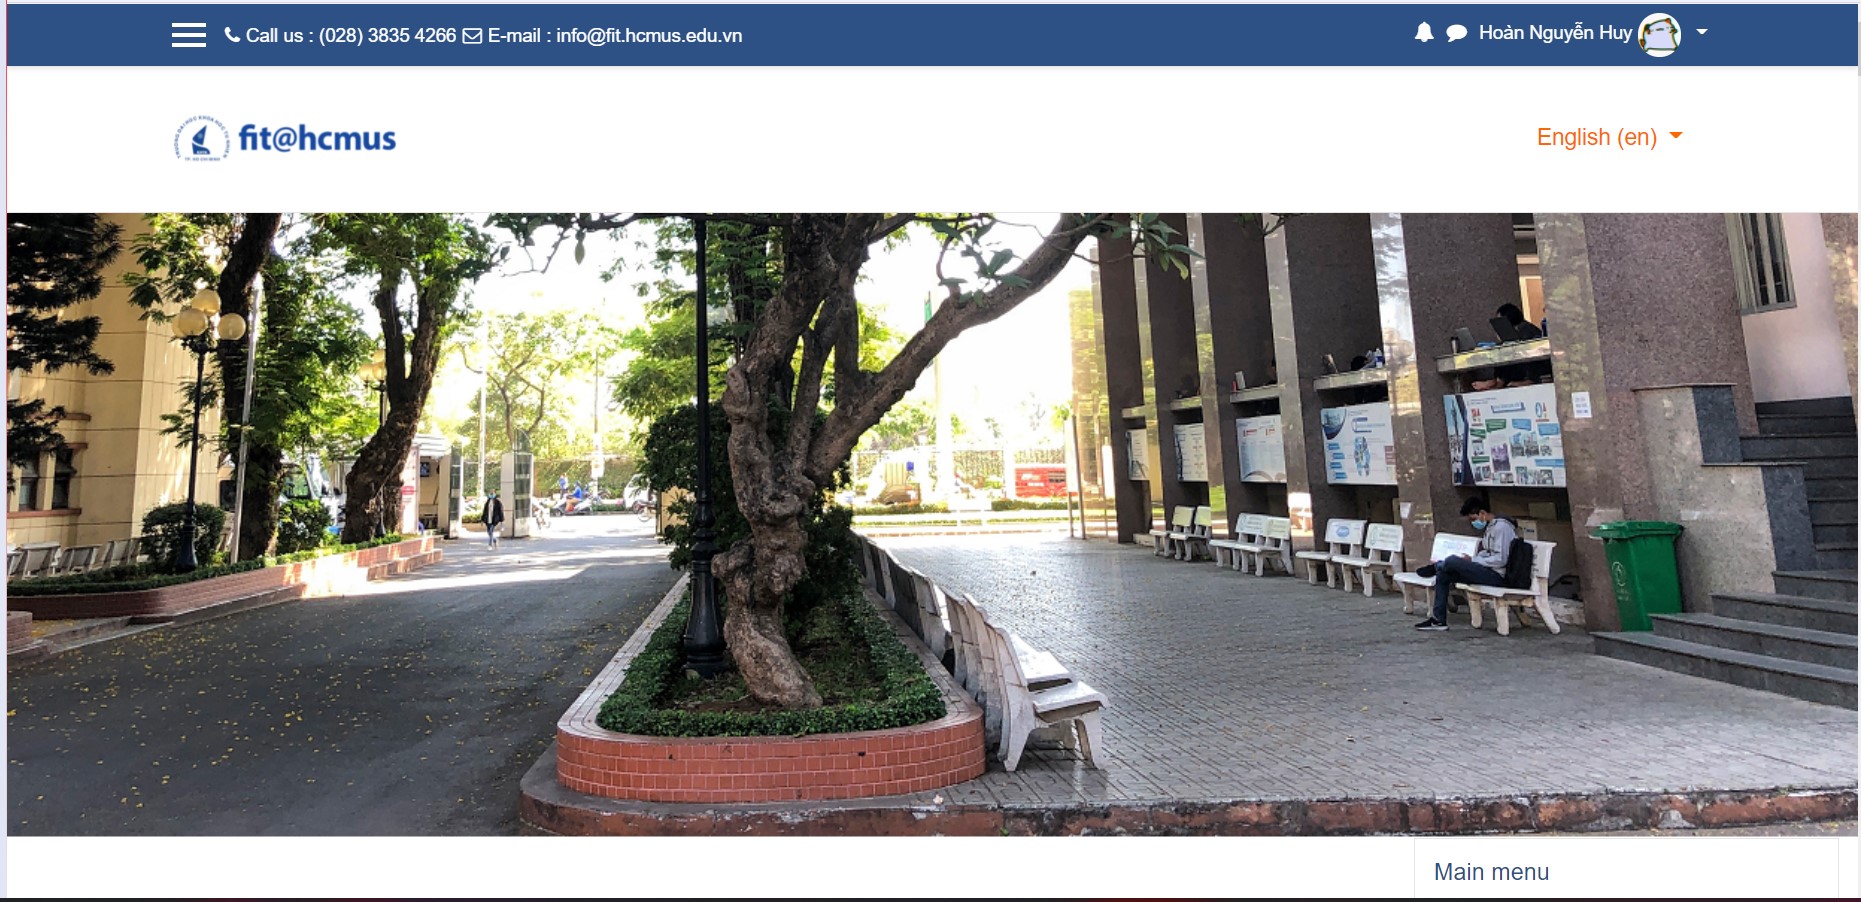 Call us : (028) 3835 4266 E-mail : info@fit.hcmus.edu.vn
Hoàn Nguyễn Huy
fit@hcmus
English (en)
Main menu